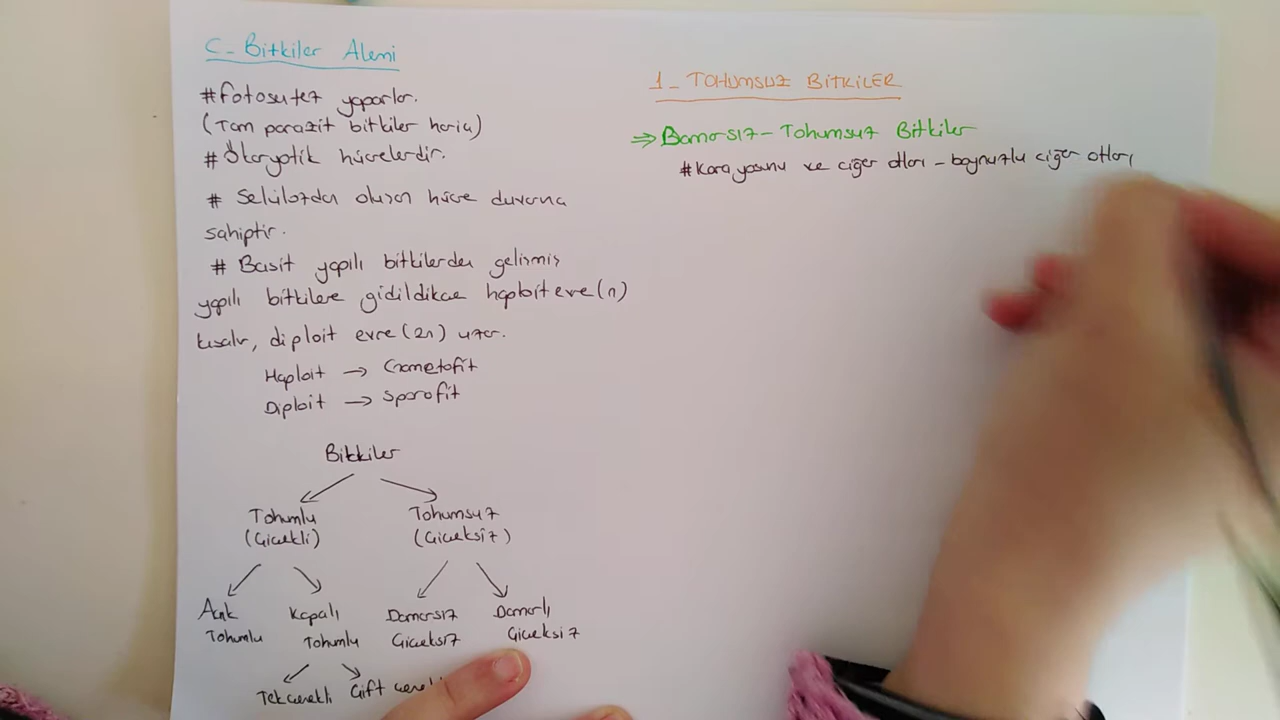 C- Bitkiler Alemi
# Fotosentez yaparlar.
(Tam parazit bitkiler hariç)
# Ökaryotik hücrelerdir.
# Selülozdan oluşan hücre duvarına
sahiptir.
# Basit yapılı bitkilerden gelişmiş
yapılı bitkilere gidildikçe haploit evre (n)
kısalır, diploit evre (2n) uzar.
Haploit → Gametofit
Diploit → Sporofit
Bitkiler
Tohumlu Tohumsuz
(Çiçekli) (Çiçeksiz)
Açık Kapalı Damarsız Damarlı
Tohumlu Tohumlu Çiçeksiz Çiçeksiz
Tek çenekli Çift çenekl
1- TOHUMSUZ BİTKİLER
⇒ Damarsız - Tohumsuz Bitkiler
# Kara yosunu ve ciğer otları - boynuzlu ciğer otları